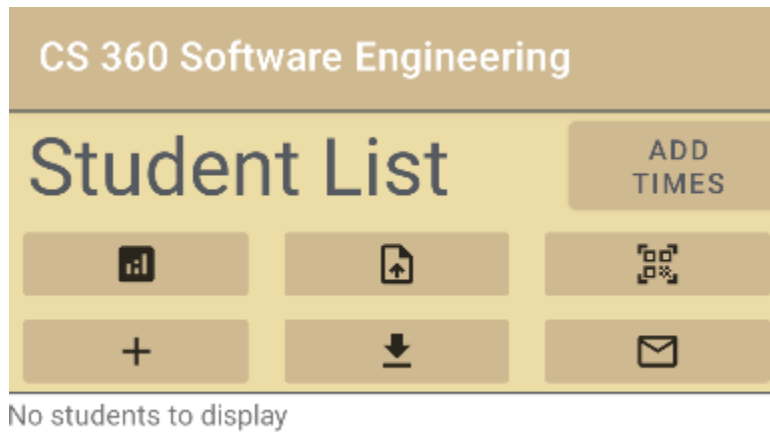 CS 360 Software Engineering
Student List
ADD
TIMES
No students to display